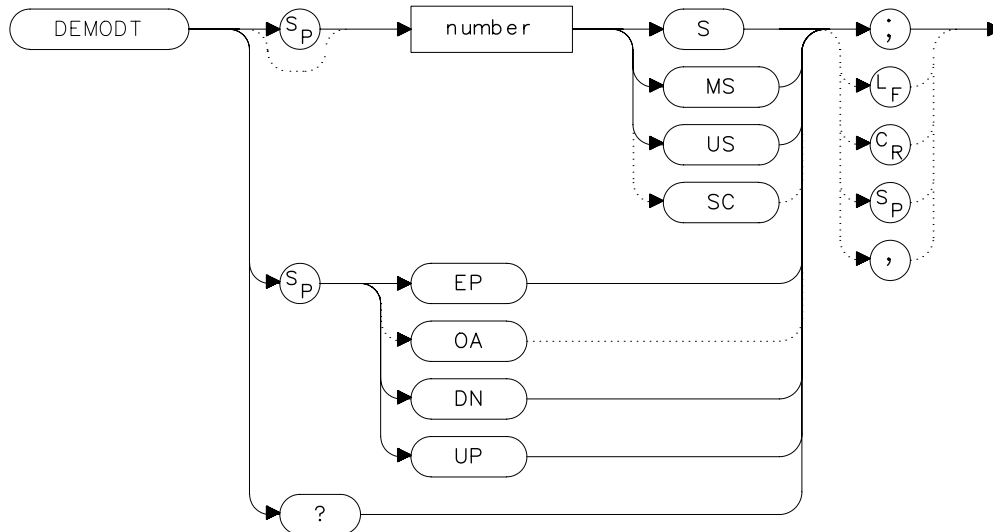 DEMODT
SP
number
S
;
MS
LF
US
CR
SC
SP
,
SP
EP
OA
DN
UP
?